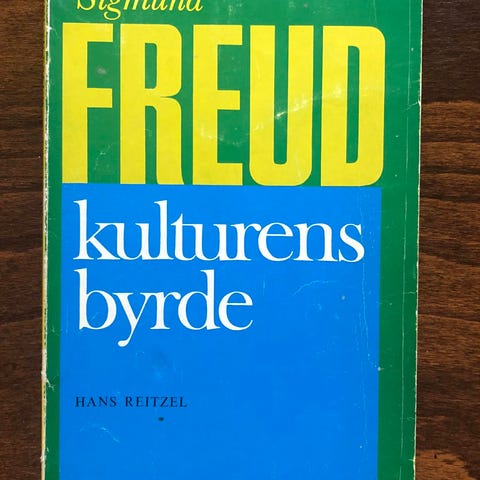 Sigmund
FREUD
kulturens
byrde
HANS REITZEL